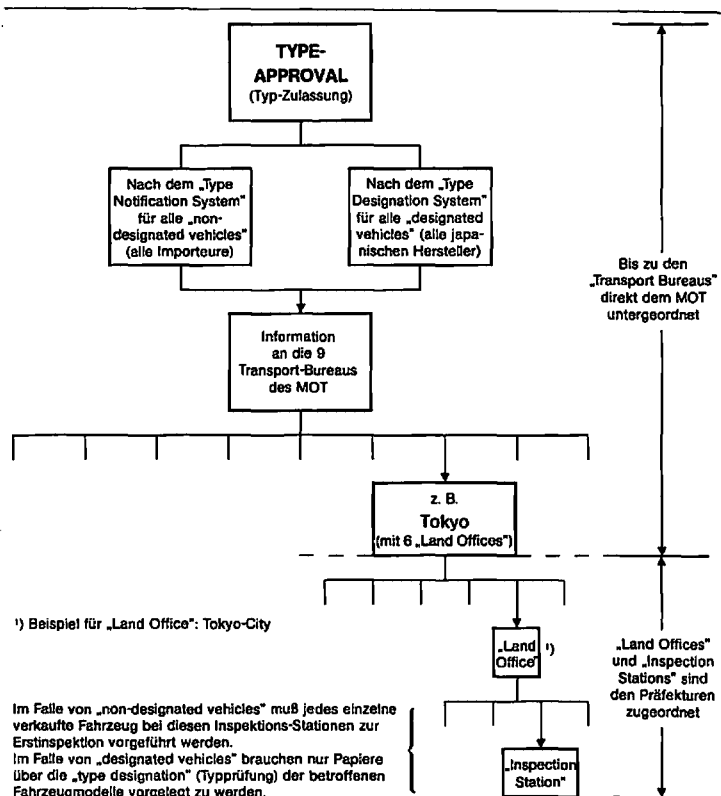 TYPE-
APPROVAL
(Typ-Zulassung)
Nach dem „Type
Notification System"
für alle „non-
designated vehicles"
(alle Importeure)
Nach dem „Type
Designation System"
für alle „designated
vehicles" (alle japa-
nischen Hersteller)
Bis zu den
„Transport Bureaus"
direkt dem MOT
untergeordnet
Information
an die 9
Transport-Bureaus
des MOT
z. B.
Tokyo
(mit 6 „Land Offices")
¹) Beispiel für „Land Office": Tokyo-City
„Land
Office"
¹)
„Land Offices"
und „Inspection
Stations" sind
den Präfekturen
zugeordnet
Im Falle von „non-designated vehicles" muß jedes einzelne
verkaufte Fahrzeug bei diesen Inspektions-Stationen zur
Erstinspektion vorgeführt werden.
Im Falle von „designated vehicles" brauchen nur Papiere
über die „type designation" (Typprüfung) der betroffenen
Fahrzeugmodelle vorgelegt zu werden.
„Inspection
Station"